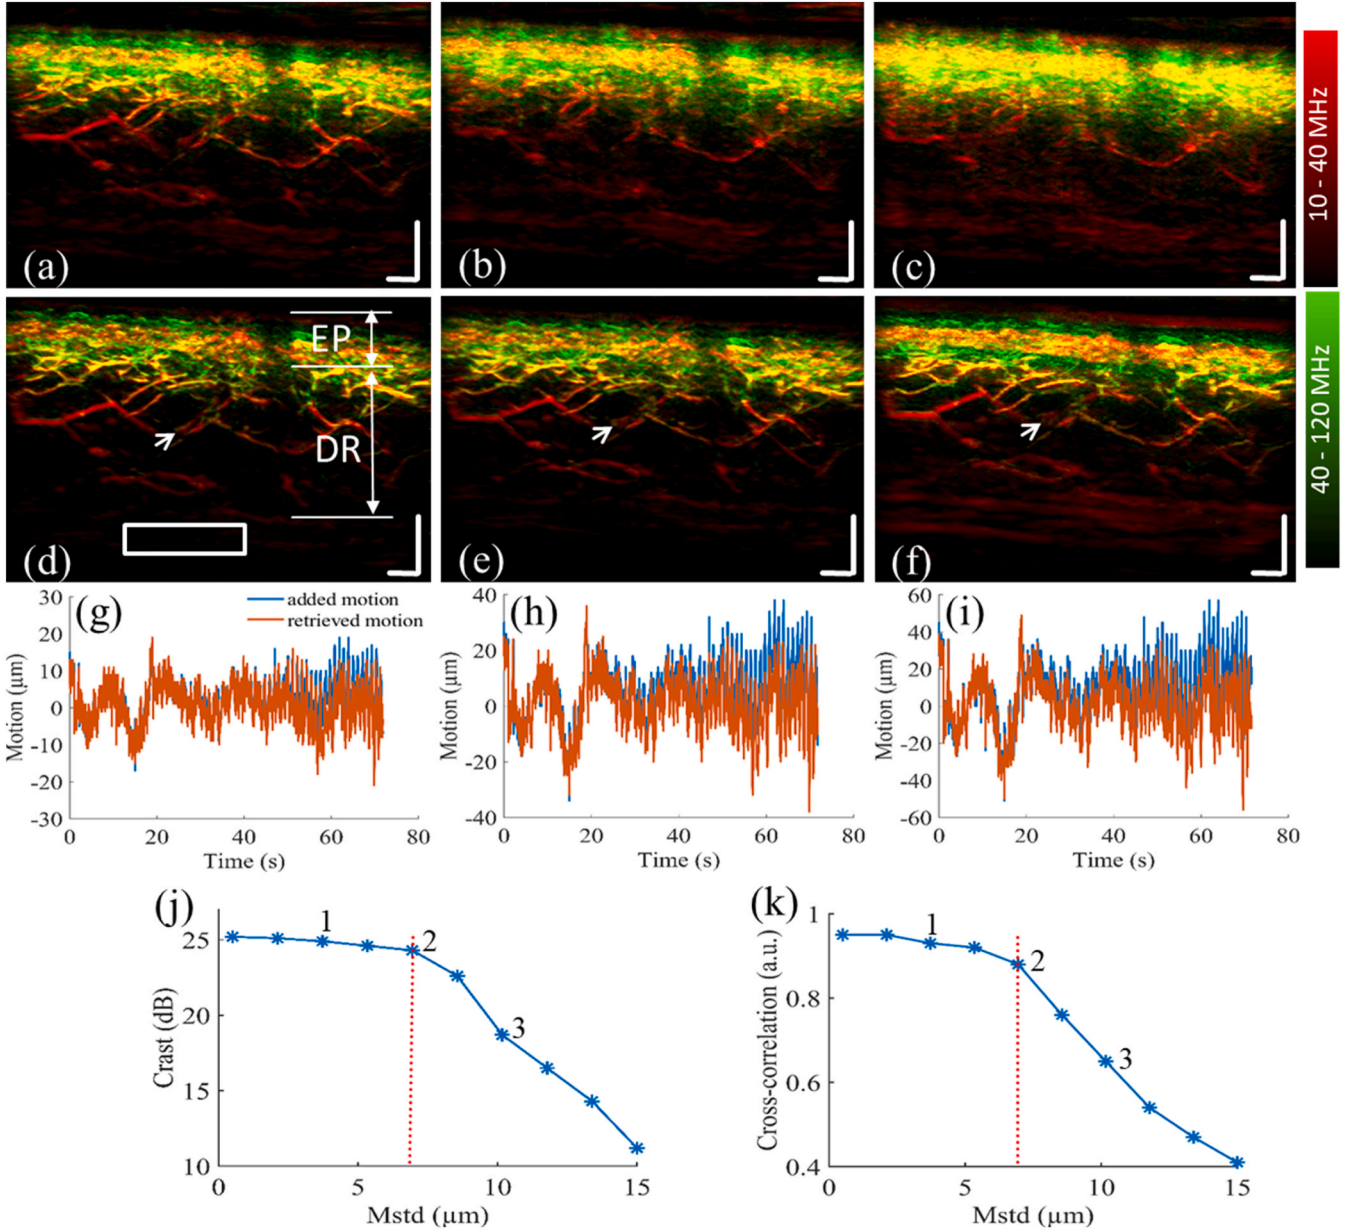 (a)
(b)
(c)
10 - 40 MHz
EP
DR
(d)
(e)
(f)
40 - 120 MHz
(g)
added motion
retrieved motion
30
20
10
0
-10
-20
-30
Motion (µm)
0 20 40 60 80
Time (s)
(h)
40
20
0
-20
-40
Motion (µm)
0 20 40 60 80
Time (s)
(i)
60
40
20
0
-20
-40
-60
Motion (µm)
0 20 40 60 80
Time (s)
(j)
25
20
15
10
Crast (dB)
1
2
3
0 5 10 15
Mstd (µm)
(k)
1
0.8
0.6
0.4
Cross-correlation (a.u.)
1
2
3
0 5 10 15
Mstd (µm)